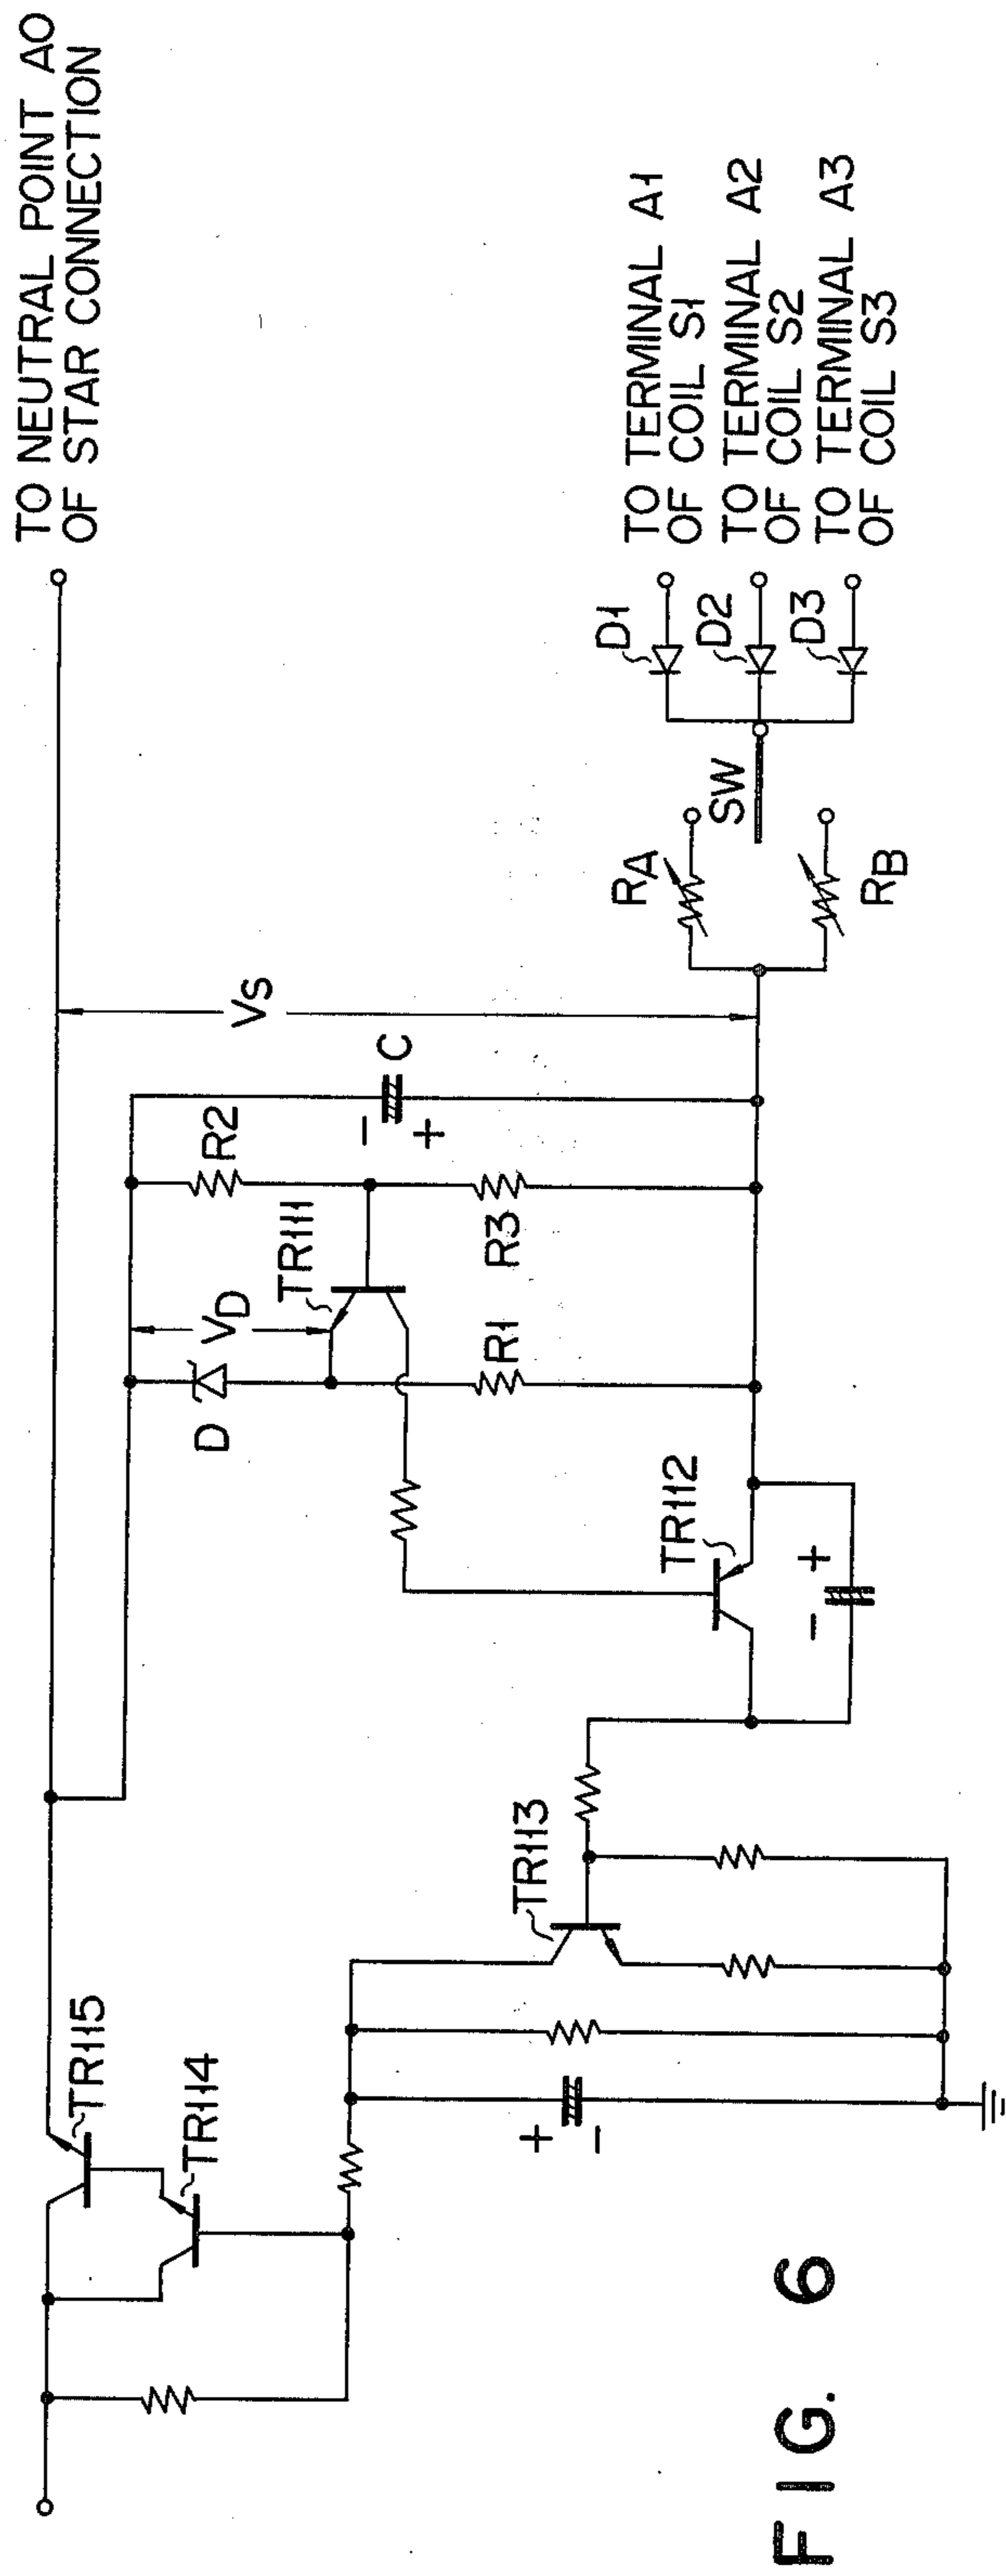 TO NEUTRAL POINT AO
OF STAR CONNECTION
TR115
TR114
D
VD
TR111
R2
C
-
+
VS
R1
R3
TR113
TR112
-
+
RA
RB
SW
D1
D2
D3
TO TERMINAL A1
OF COIL S1
TO TERMINAL A2
OF COIL S2
TO TERMINAL A3
OF COIL S3
+
-
FIG. 6